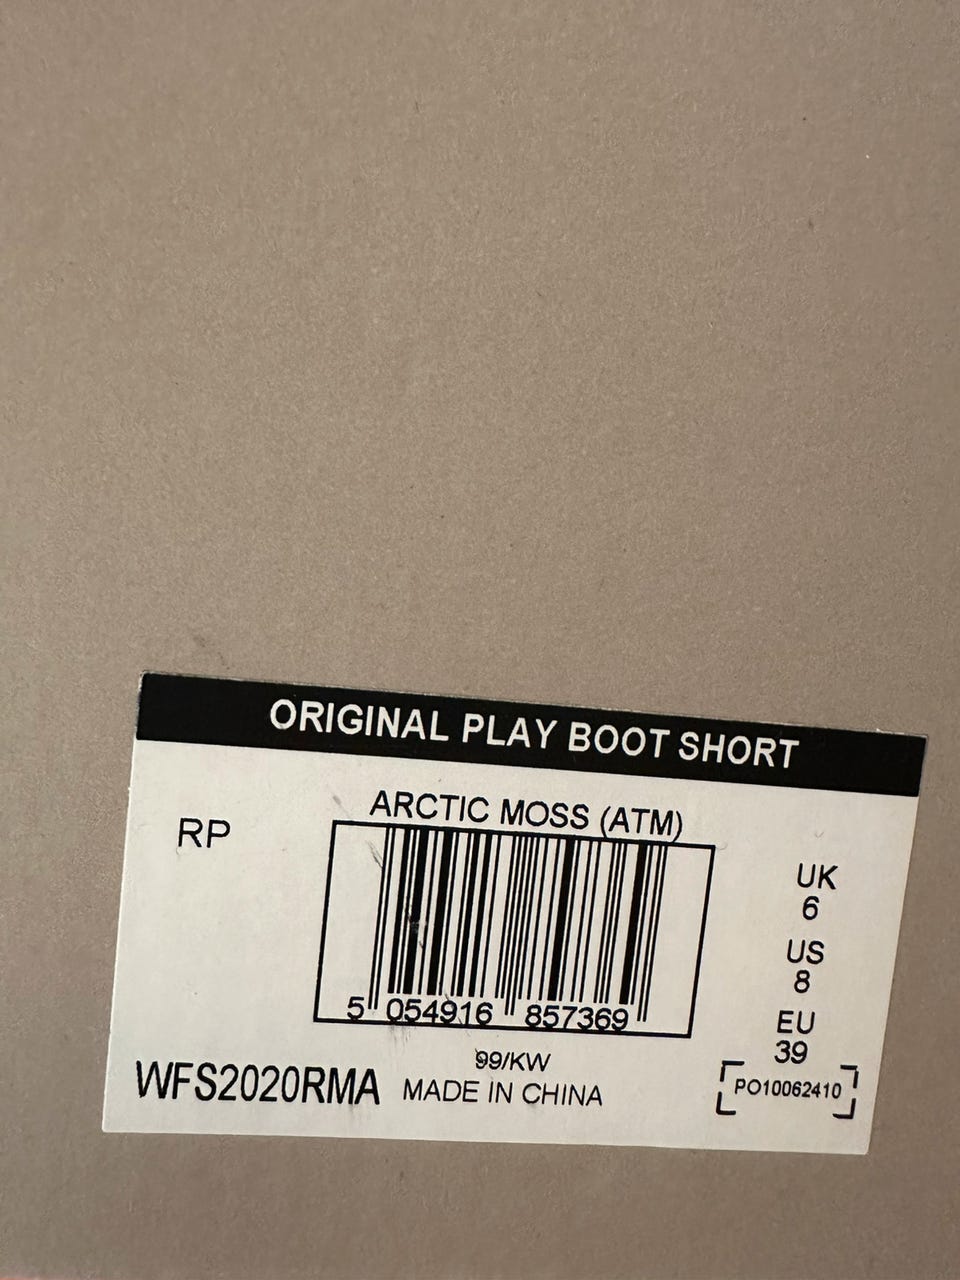 ORIGINAL PLAY BOOT SHORT
ARCTIC MOSS (ATM)
RP
5 054916 857369
UK
6
US
8
EU
39
99/KW
WFS2020RMA
MADE IN CHINA
PO10062410